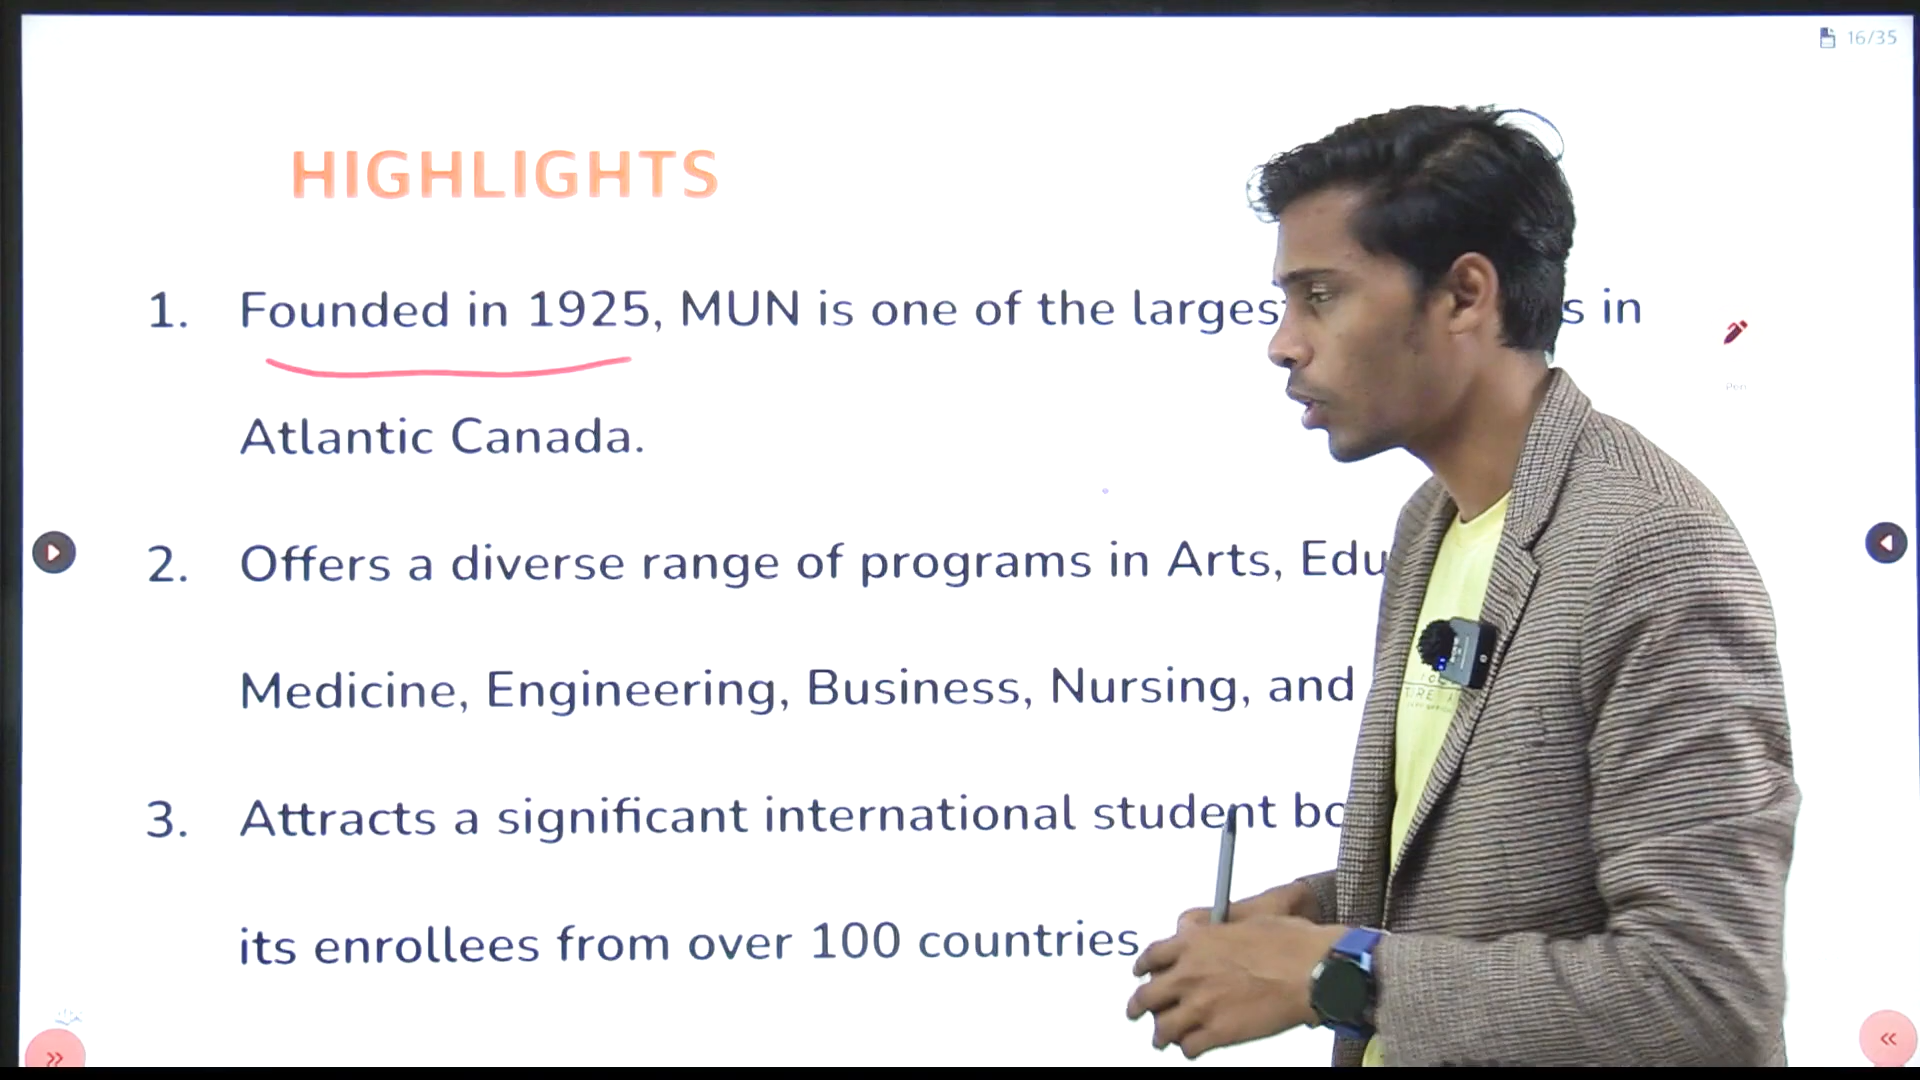 16/35
HIGHLIGHTS
1. Founded in 1925, MUN is one of the larges s in
Pen
Atlantic Canada.
2. Offers a diverse range of programs in Arts, Edu
Medicine, Engineering, Business, Nursing, and
3. Attracts a significant international student bo
its enrollees from over 100 countries